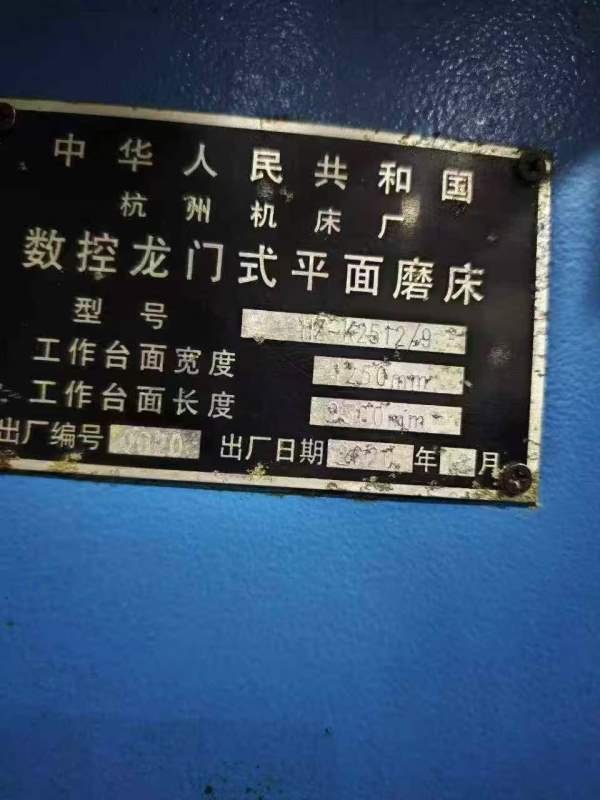 中华人民共和国
杭州机床厂
数控龙门式平面磨床
型号
工作台面宽度 1250mm
工作台面长度
出厂编号 出厂日期 年 月